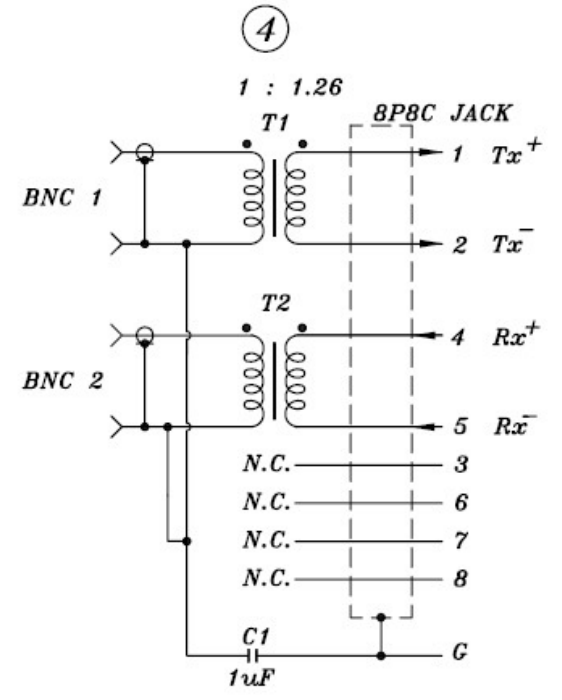 4
1 : 1.26
T1
8P8C JACK
1 Tx+
BNC 1
2 Tx-
T2
4 Rx+
BNC 2
5 Rx-
N.C. 3
N.C. 6
N.C. 7
N.C. 8
C1
G
1uF